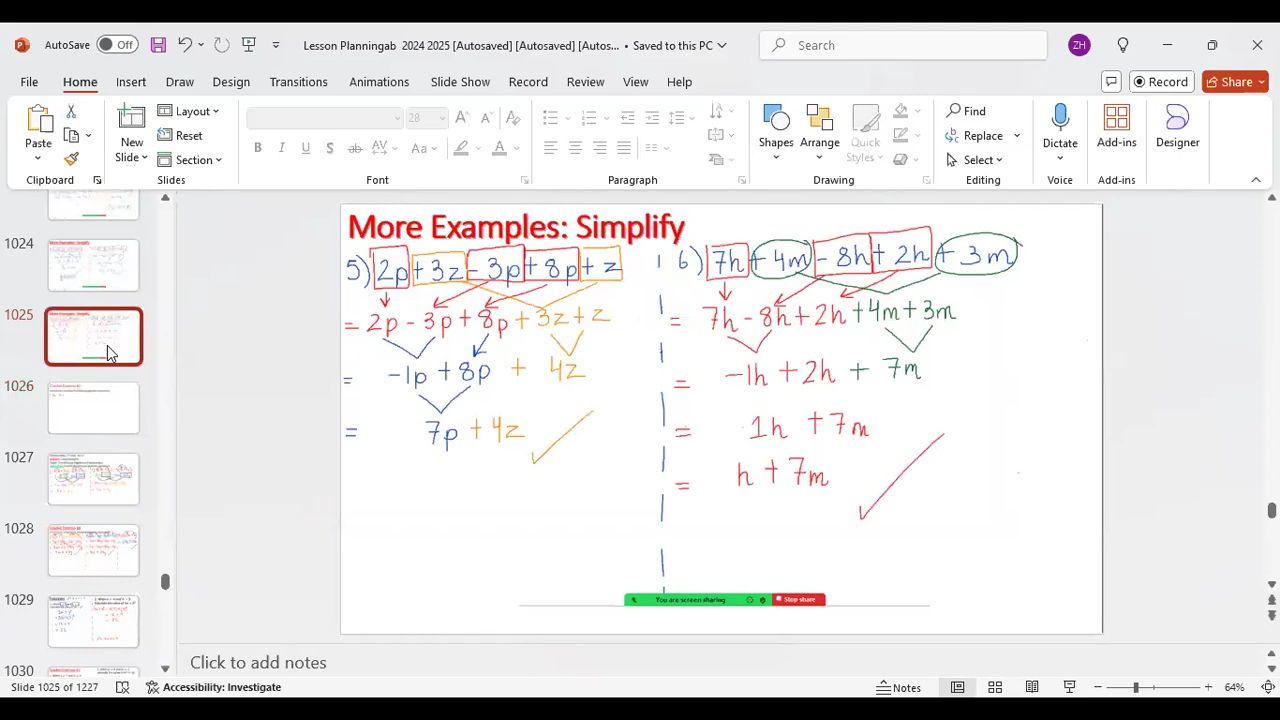 AutoSave Off Lesson Planningab 2024 2025 [Autosaved] [Autosaved] [Autos... • Saved to this PC Search ZH
File Home Insert Draw Design Transitions Animations Slide Show Record Review View Help Record Share
Paste New Slide Layout Reset Section 28 Shapes Arrange Quick Styles Find Replace Select Dictate Add-ins Designer
B I U S ab AV Aa A
Clipboard Slides Font Paragraph Drawing Editing Voice Add-ins
1024
1025
1026
1027
1028
1029
1030
More Examples: Simplify
5) 2p + 3z - 3p + 8p + z
= 2p - 3p + 8p + 3z + z
= -1p + 8p + 4z
= 7p + 4z
6) 7h + 4m - 8h + 2h + 3m
= 7h - 8h + 2h + 4m + 3m
= -1h + 2h + 7m
= 1h + 7m
= h + 7m
You are screen sharing Stop share
Click to add notes
Slide 1025 of 1227 Accessibility: Investigate Notes 64%